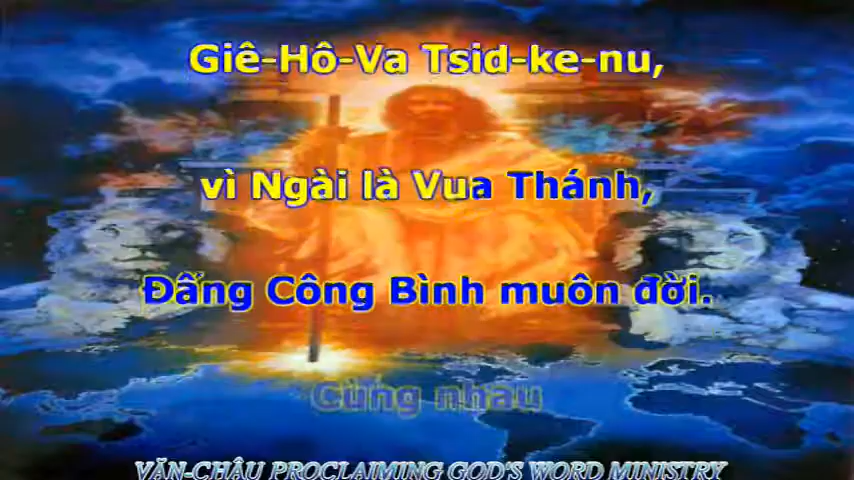 Giê-Hô-Va Tsid-ke-nu,
vì Ngài là Vua Thánh,
Đấng Công Bình muôn đời.
Cùng nhau
VĂN-CHÂU PROCLAIMING GOD'S WORD MINISTRY